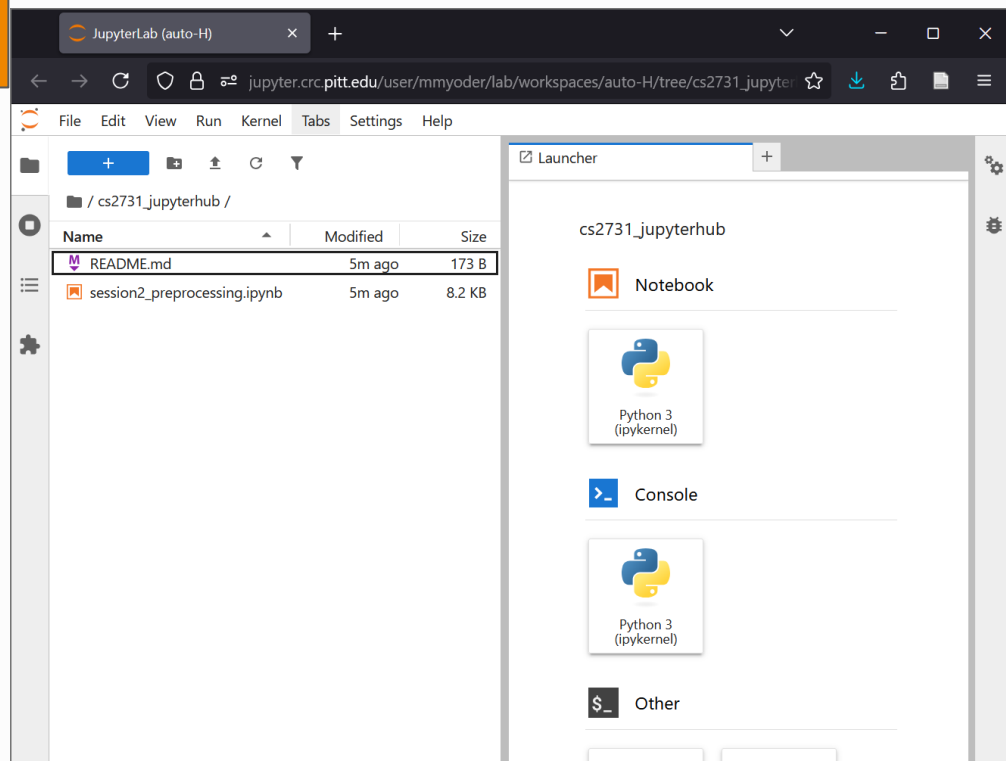 JupyterLab (auto-H)
jupyter.crc.pitt.edu/user/mmyoder/lab/workspaces/auto-H/tree/cs2731_jupyter
File Edit View Run Kernel Tabs Settings Help
/ cs2731_jupyterhub /
Name Modified Size
README.md 5m ago 173 B
session2_preprocessing.ipynb 5m ago 8.2 KB
Launcher
cs2731_jupyterhub
Notebook
Python 3
(ipykernel)
Console
Python 3
(ipykernel)
$_ Other